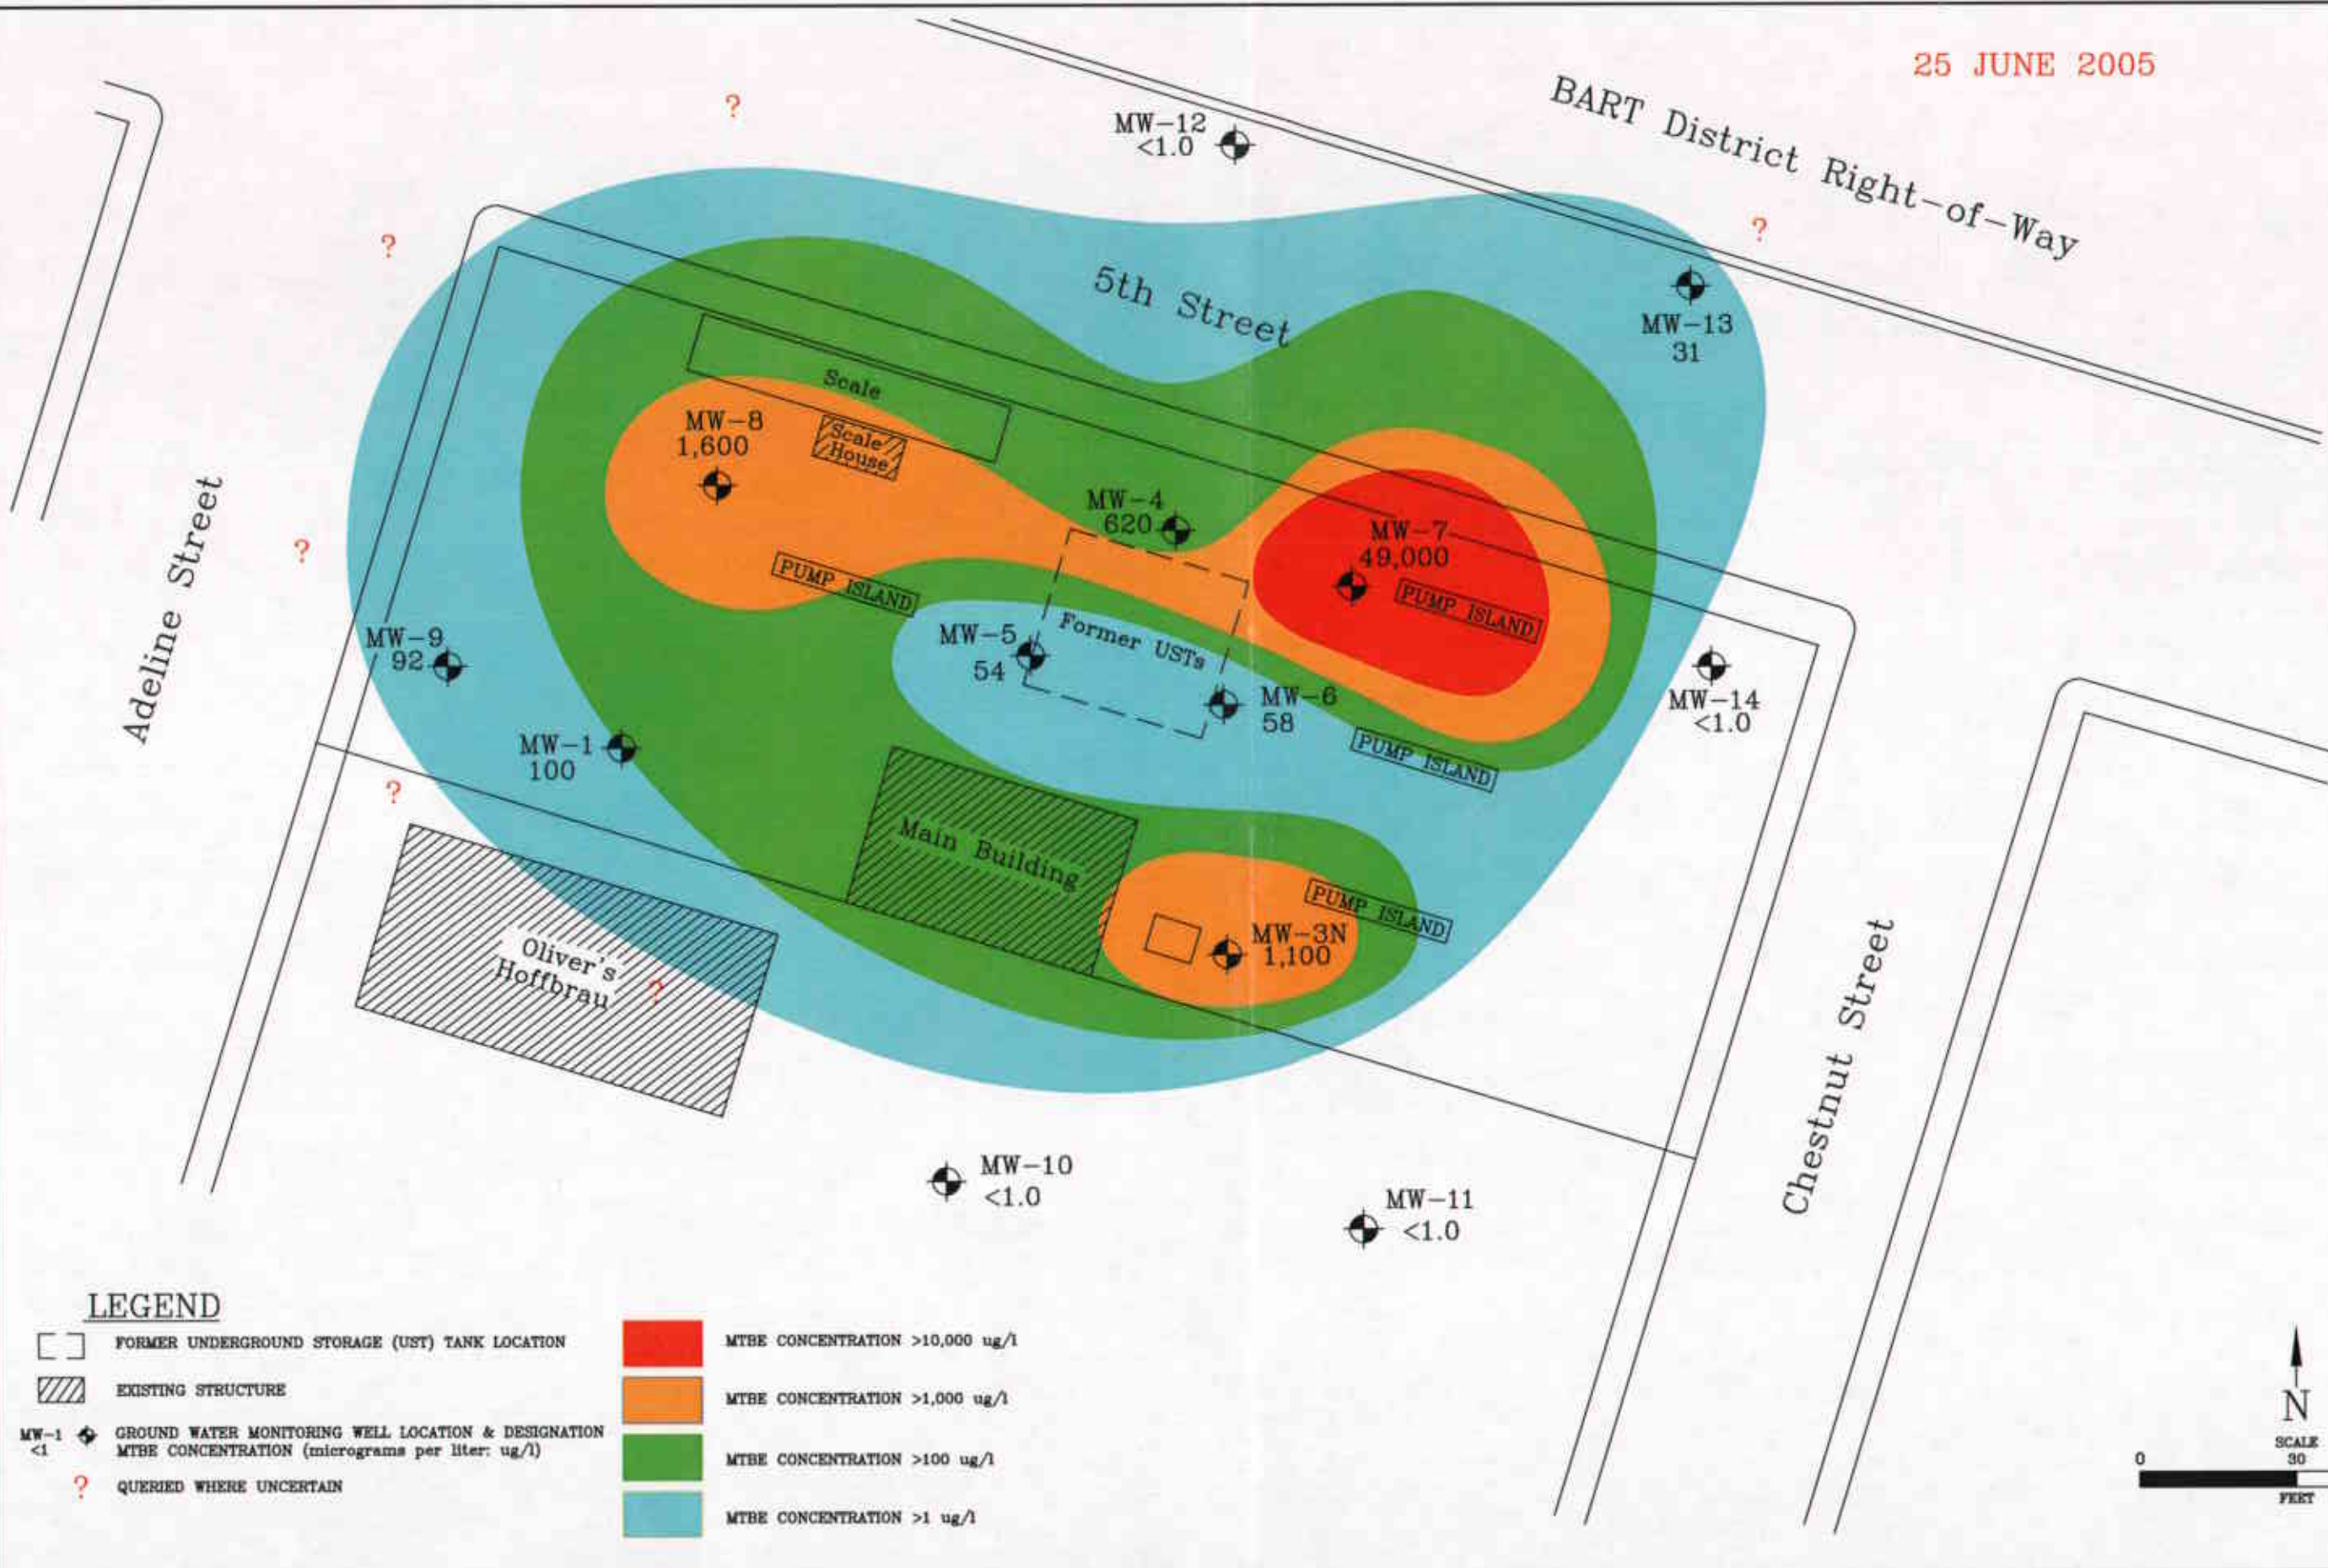 25 JUNE 2005
BART District Right-of-Way
?
?
?
?
?
?
MW-12
<1.0
5th Street
MW-13
31
Scale
Scale
House
MW-8
1,600
MW-4
620
MW-7
49,000
PUMP ISLAND
PUMP ISLAND
Adeline Street
MW-9
92
MW-5
54
Former USTs
MW-6
58
MW-14
<1.0
MW-1
100
PUMP ISLAND
Main Building
PUMP ISLAND
MW-3N
1,100
Oliver's
Hoffbrau
Chestnut Street
MW-10
<1.0
MW-11
<1.0
LEGEND
FORMER UNDERGROUND STORAGE (UST) TANK LOCATION
EXISTING STRUCTURE
MW-1
<1
GROUND WATER MONITORING WELL LOCATION & DESIGNATION
MTBE CONCENTRATION (micrograms per liter: ug/l)
? QUERIED WHERE UNCERTAIN
MTBE CONCENTRATION >10,000 ug/l
MTBE CONCENTRATION >1,000 ug/l
MTBE CONCENTRATION >100 ug/l
MTBE CONCENTRATION >1 ug/l
N
SCALE
0 30
FEET